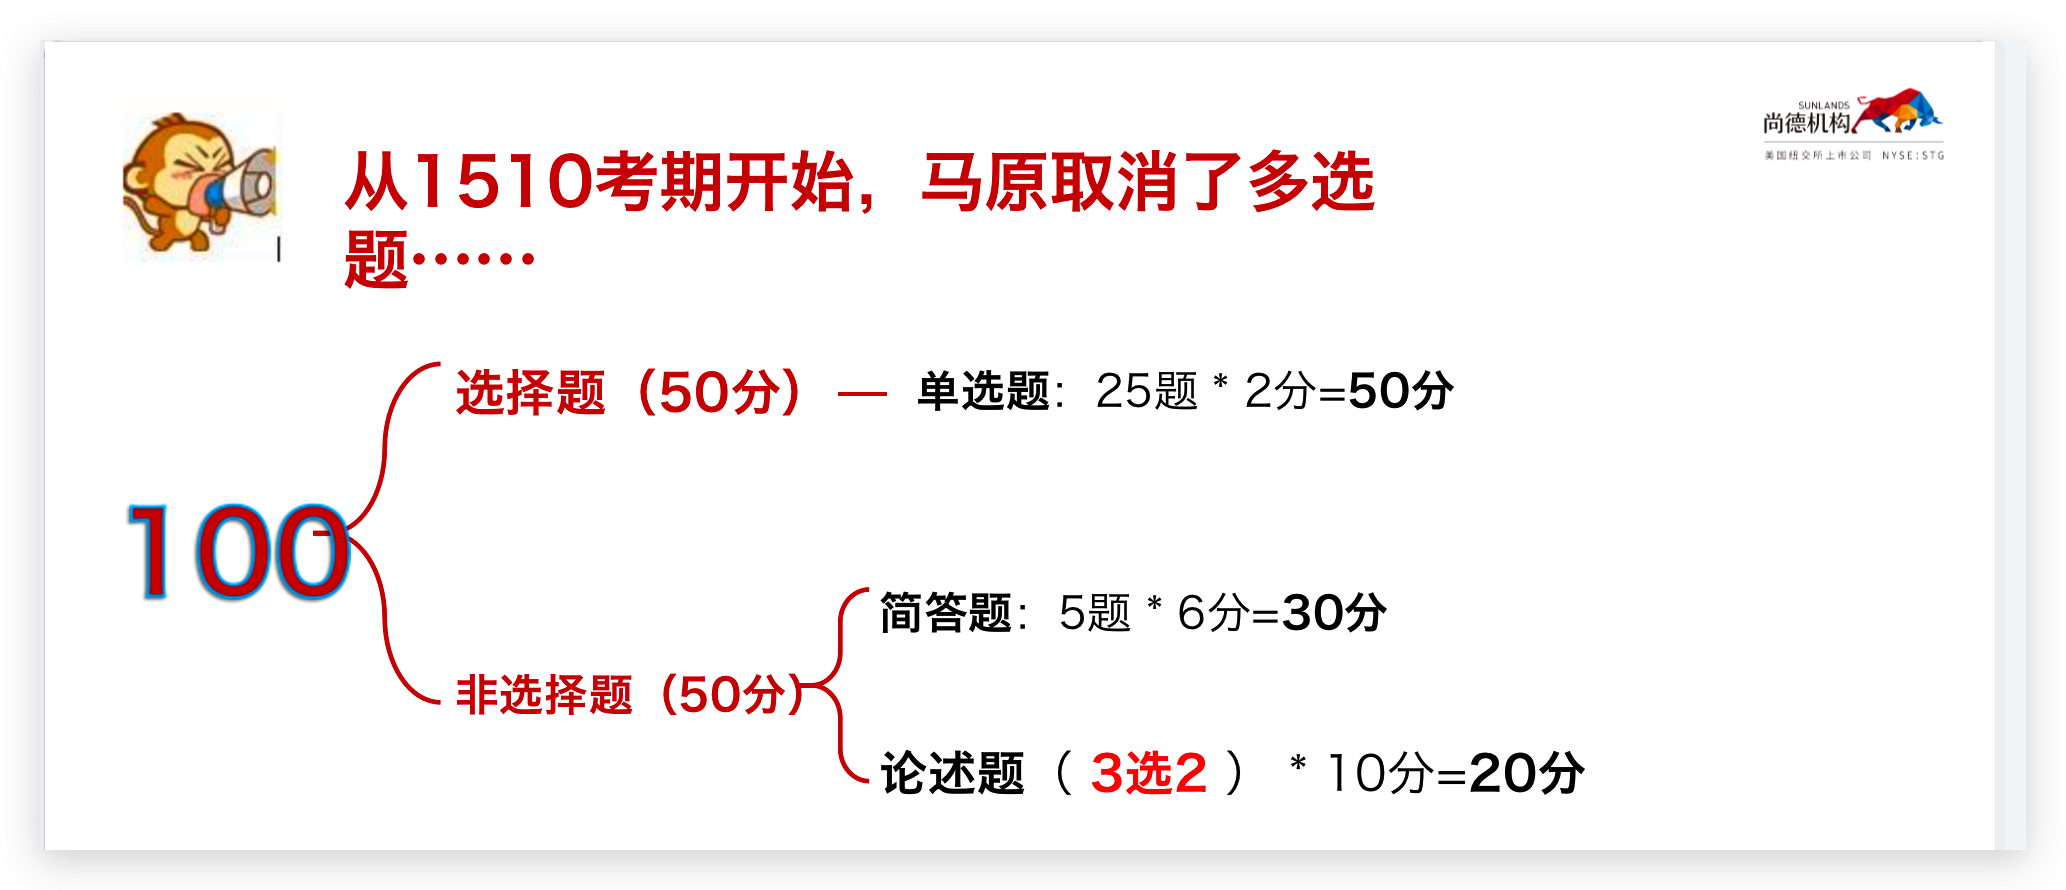 SUNLANDS
尚德机构
美国纽交所上市公司 NYSE:STG
从1510考期开始，马原取消了多选
题……
选择题（50分） — 单选题：25题 * 2分=50分
100
简答题：5题 * 6分=30分
非选择题（50分）
论述题（ 3选2 ） * 10分=20分